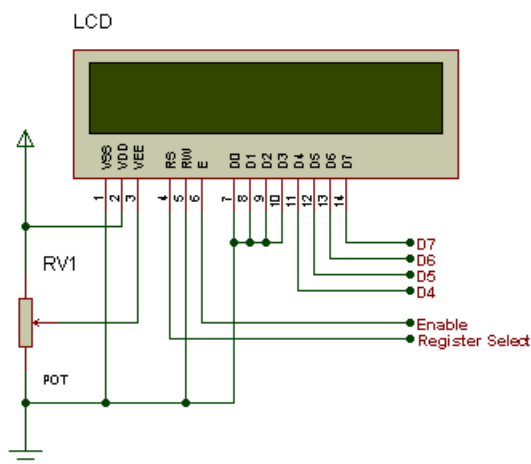 LCD
VSS VDD VEE RS RW E D0 D1 D2 D3 D4 D5 D6 D7
1 2 3 4 5 6 7 8 9 10 11 12 13 14
D7
D6
D5
D4
RV1
Enable
Register Select
POT